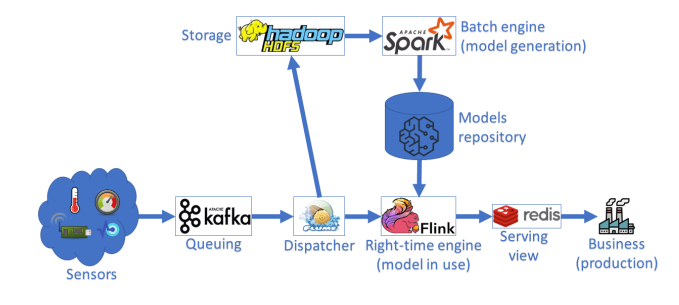 Storage
hadoop
HDFS
APACHE
Spark
Batch engine
(model generation)
Models
repository
Sensors
APACHE
kafka
Queuing
FLUME
Dispatcher
Flink
Right-time engine
(model in use)
redis
Serving
view
Business
(production)